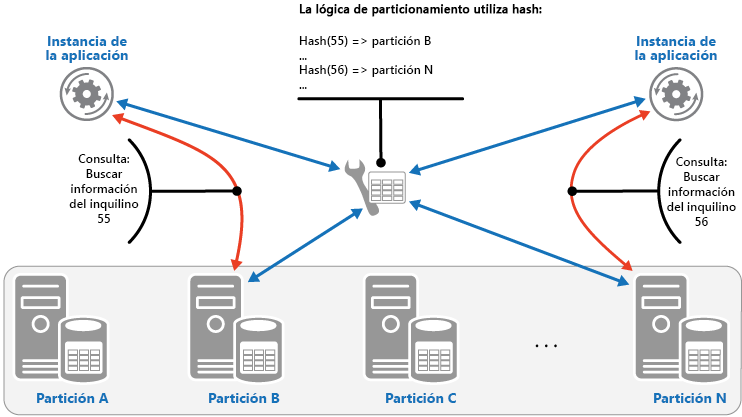 La lógica de particionamiento utiliza hash:
Hash(55) => partición B
...
Hash(56) => partición N
...
Instancia de
la aplicación
Instancia de
la aplicación
Consulta:
Buscar
información
del inquilino
55
Consulta:
Buscar
información
del inquilino
56
...
Partición A
Partición B
Partición C
Partición N